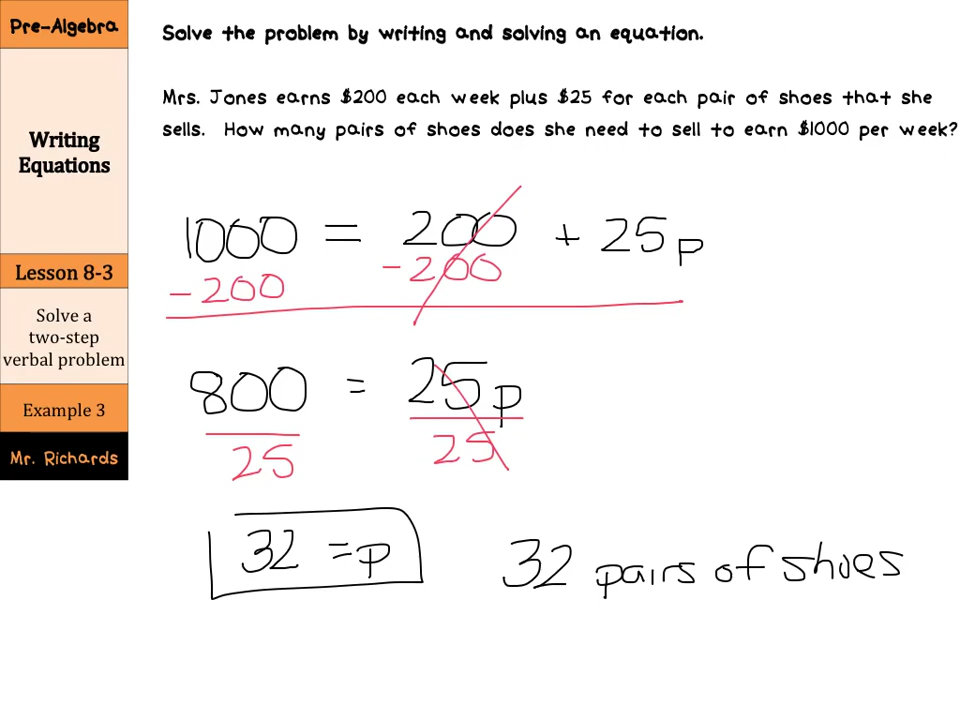 Pre-Algebra
Writing
Equations
Lesson 8-3
Solve a
two-step
verbal problem
Example 3
Mr. Richards
Solve the problem by writing and solving an equation.
Mrs. Jones earns $200 each week plus $25 for each pair of shoes that she
sells. How many pairs of shoes does she need to sell to earn $1000 per week?
1000 = 200 + 25p
-200 -200
800 = 25p
25 25
32 = p
32 pairs of shoes